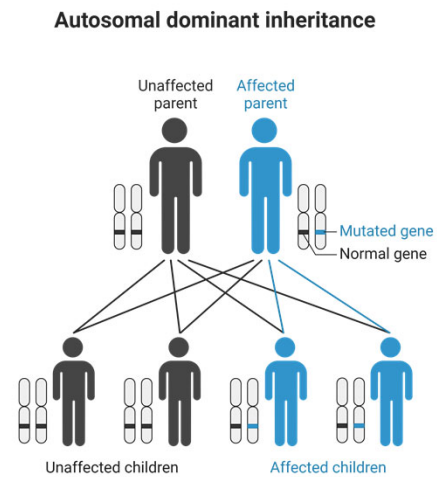 Autosomal dominant inheritance
Unaffected
parent
Affected
parent
Mutated gene
Normal gene
Unaffected children
Affected children